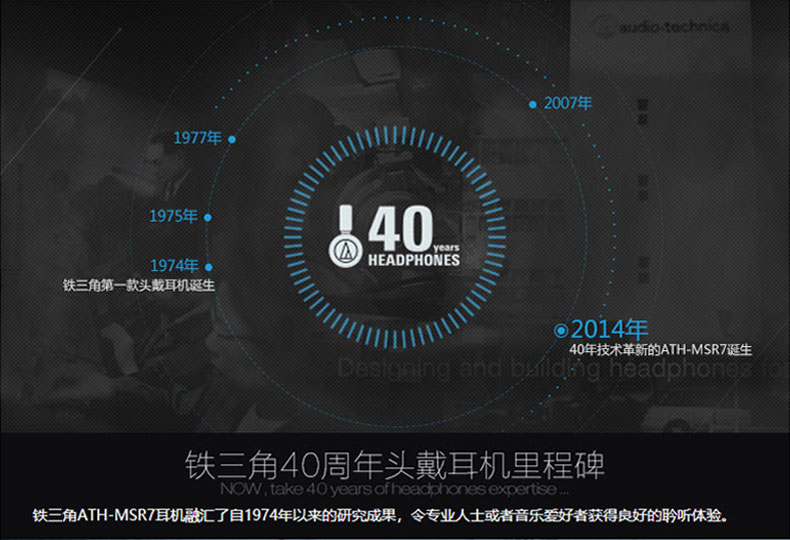 audio-technica
2007年
1977年
1975年
40
years
HEADPHONES
1974年
铁三角第一款头戴耳机诞生
2014年
40年技术革新的ATH-MSR7诞生
Designing and building headphones fo
铁三角40周年头戴耳机里程碑
NOW, take 40 years of headphones expertise ...
铁三角ATH-MSR7耳机融汇了自1974年以来的研究成果，令专业人士或者音乐爱好者获得良好的聆听体验。